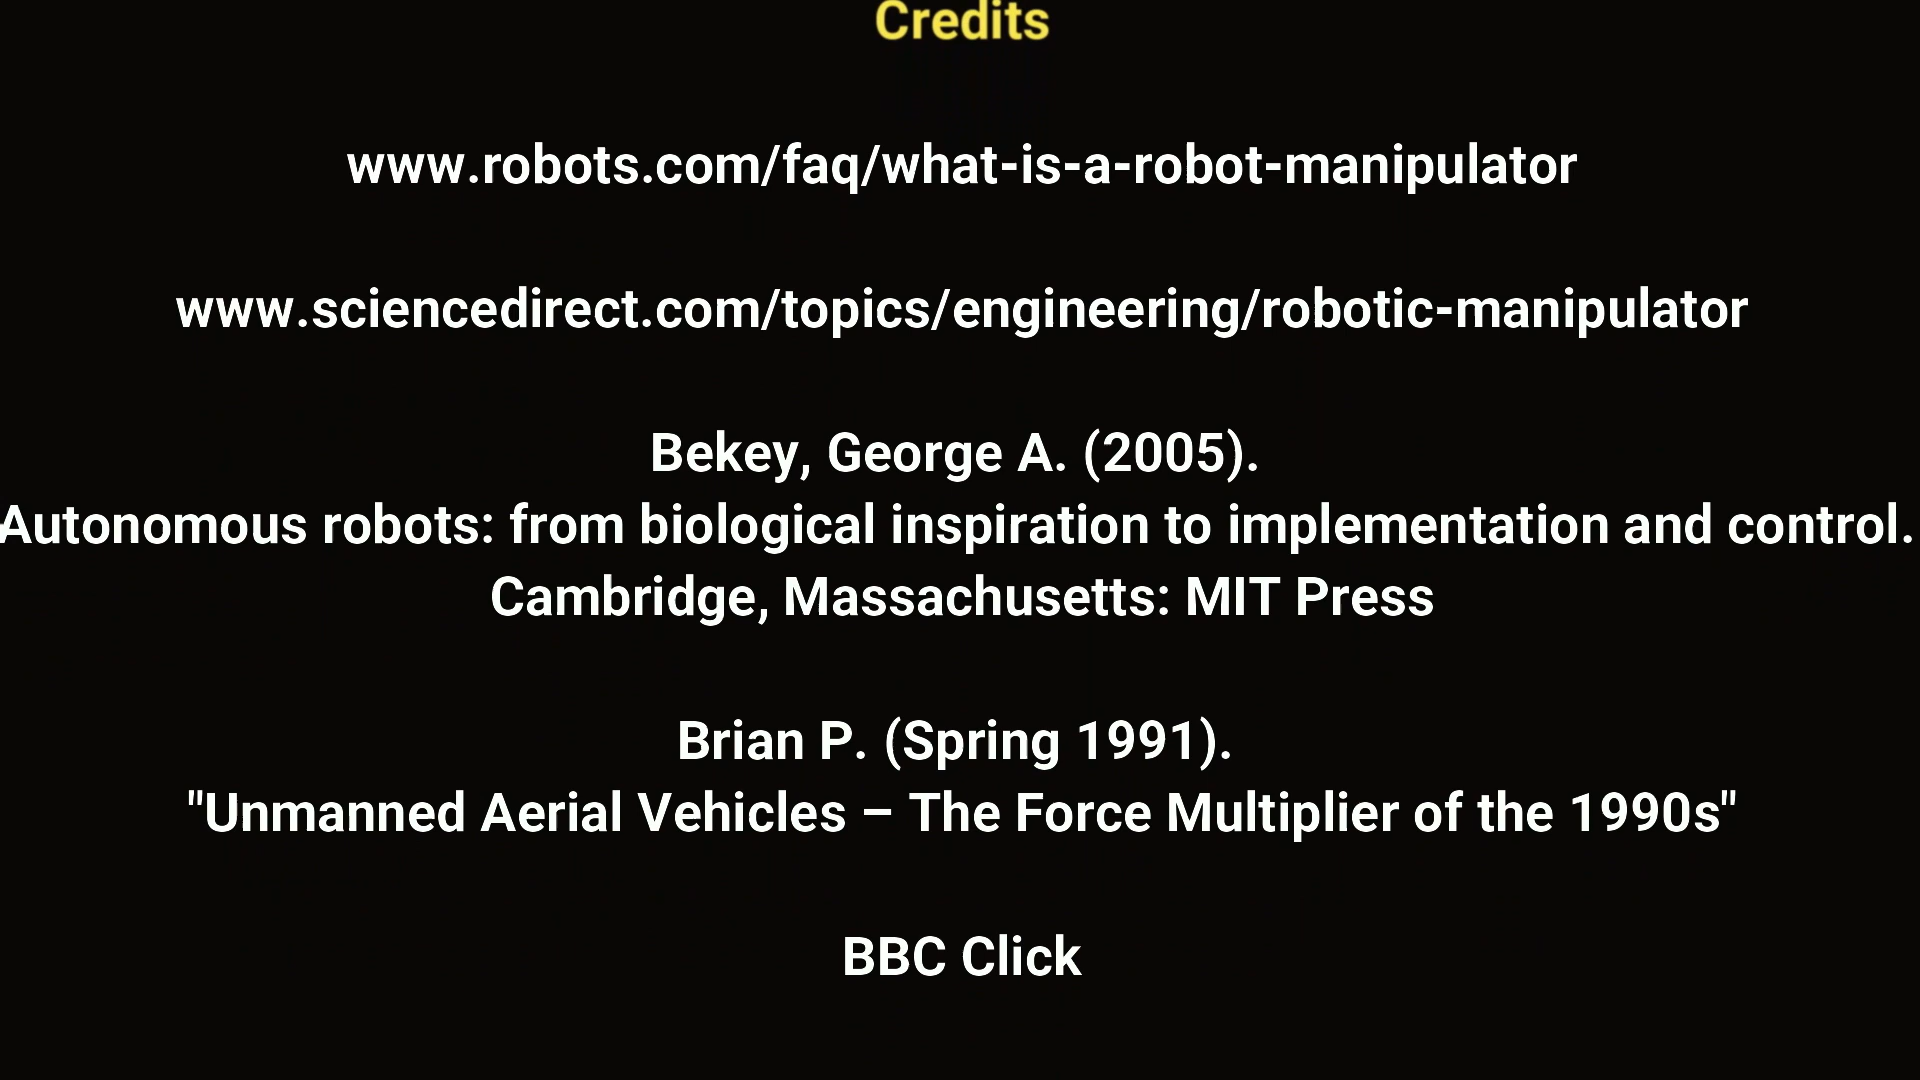 Credits
www.robots.com/faq/what-is-a-robot-manipulator
www.sciencedirect.com/topics/engineering/robotic-manipulator
Bekey, George A. (2005).
Autonomous robots: from biological inspiration to implementation and control.
Cambridge, Massachusetts: MIT Press
Brian P. (Spring 1991).
"Unmanned Aerial Vehicles – The Force Multiplier of the 1990s"
BBC Click